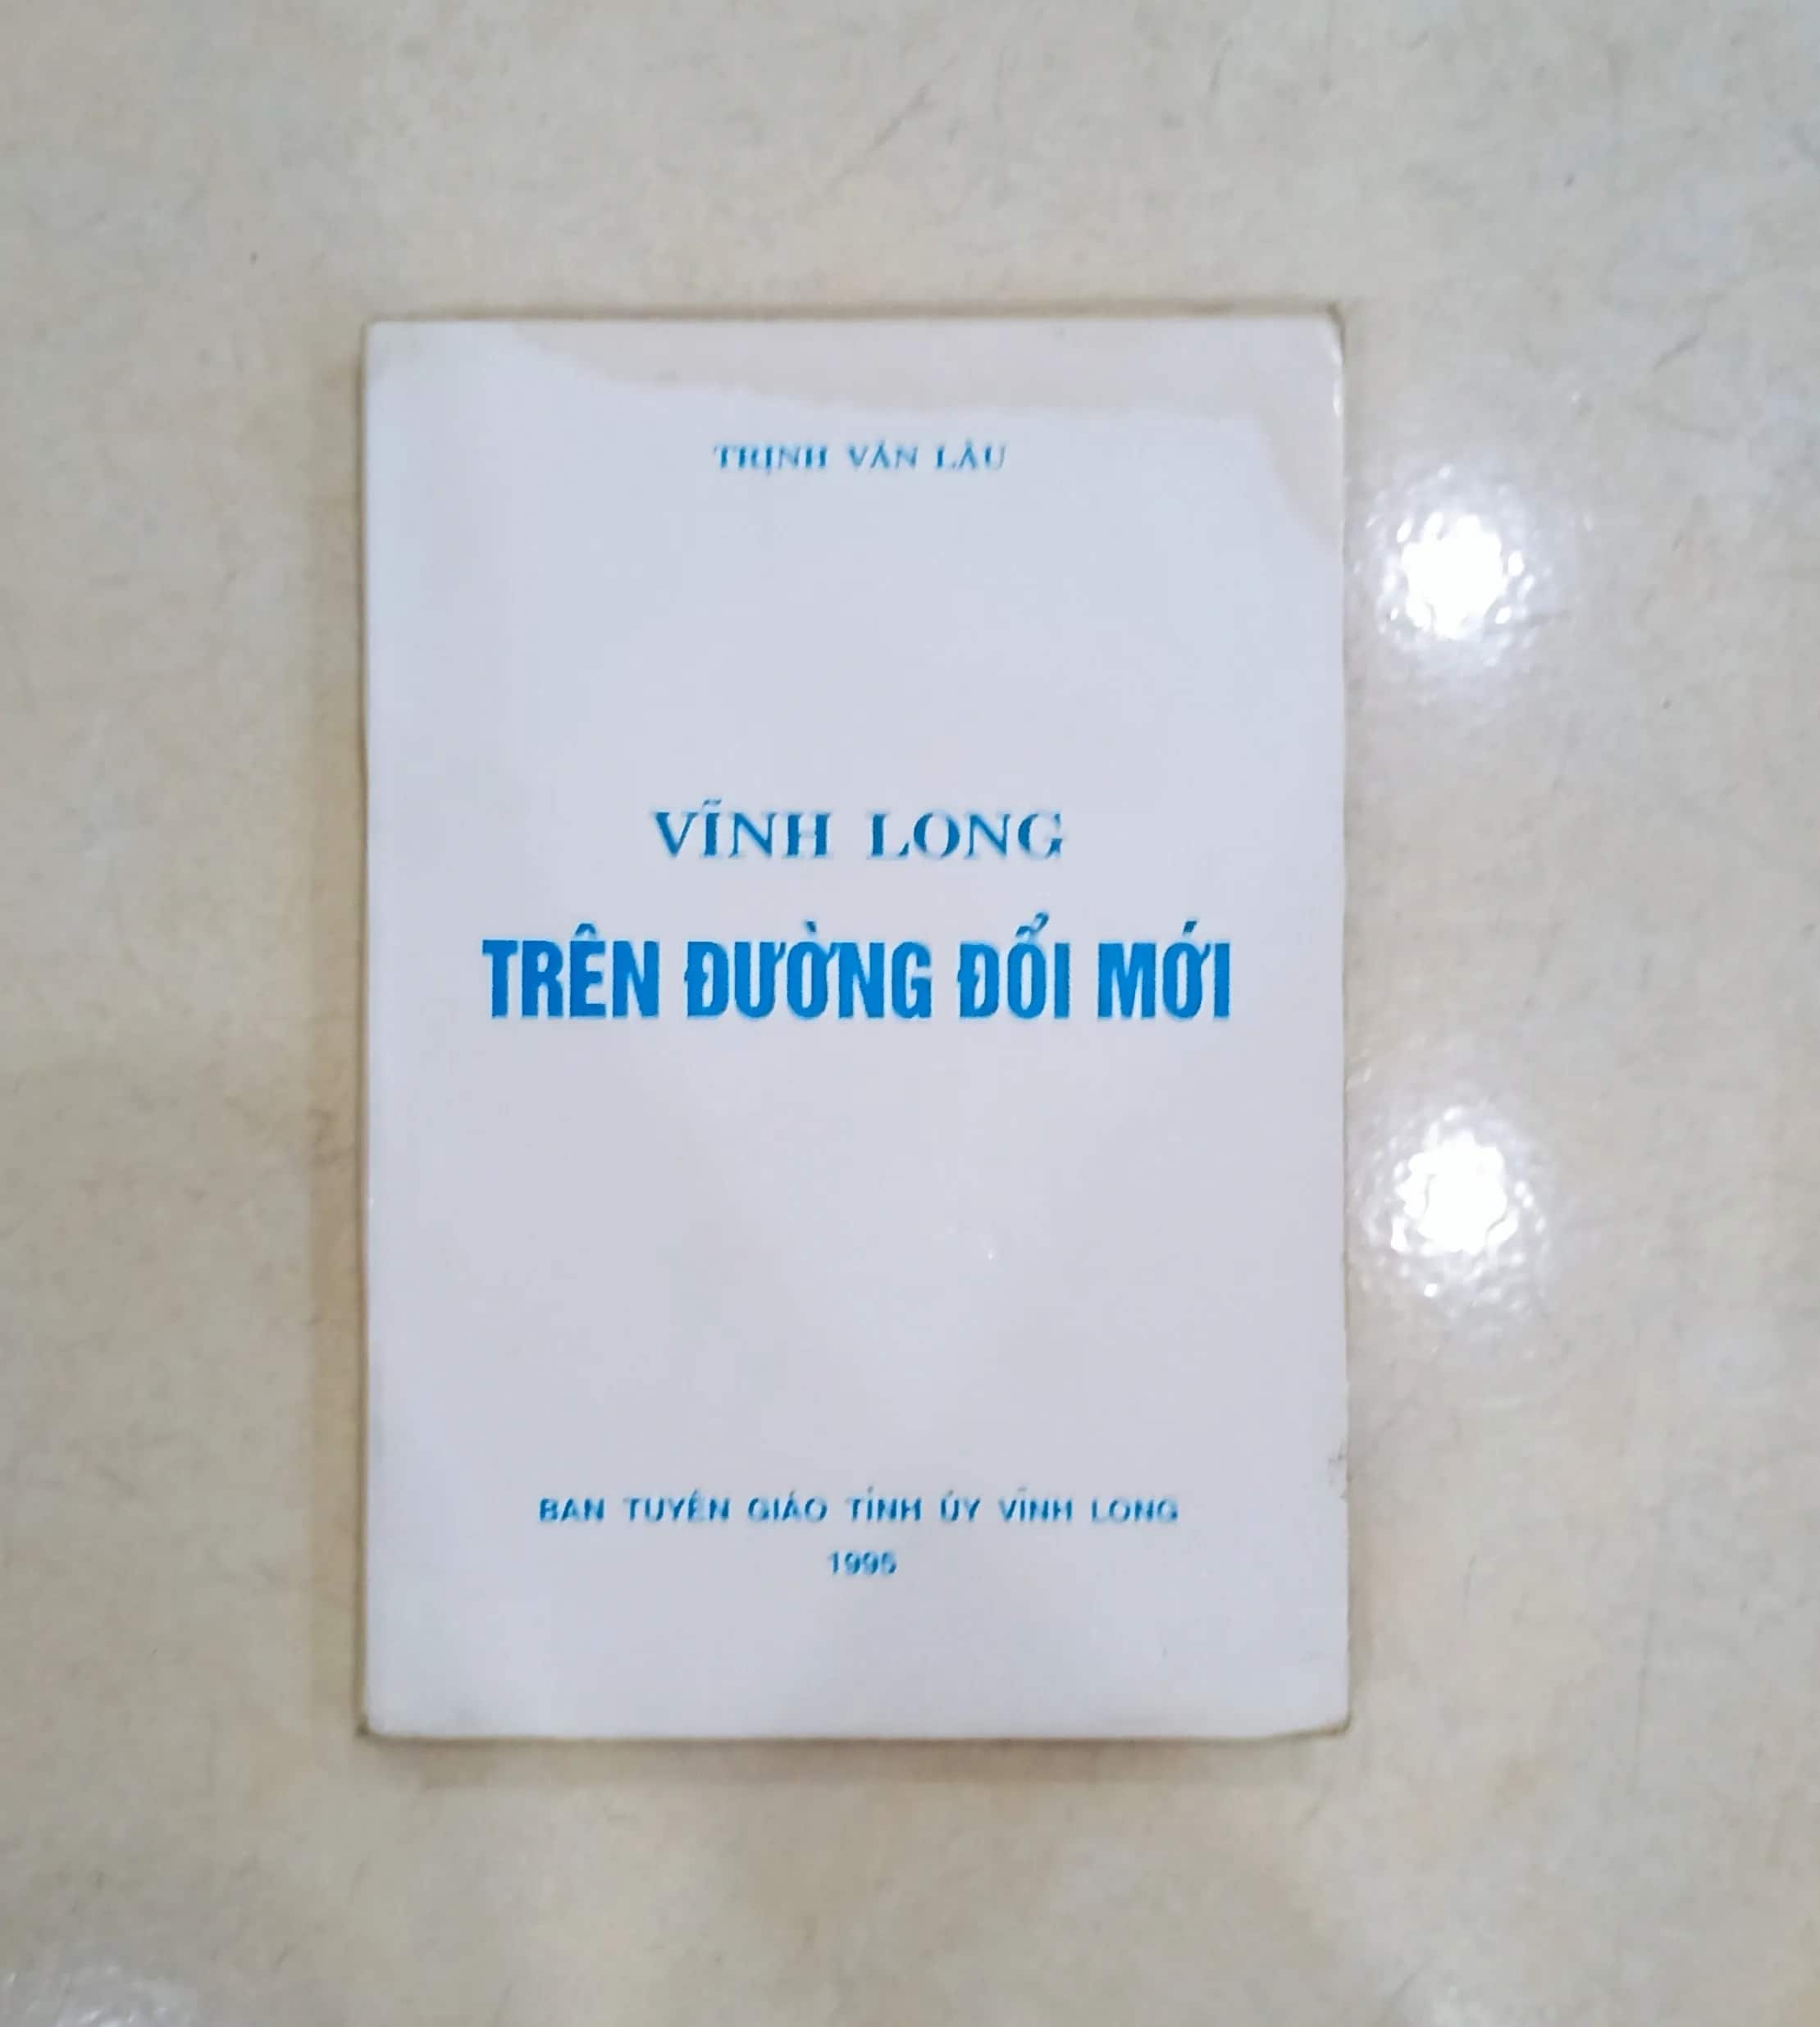 TRỊNH VĂN LÂU
VĨNH LONG
TRÊN ĐƯỜNG ĐỔI MỚI
BAN TUYÊN GIÁO TỈNH ỦY VĨNH LONG
1995